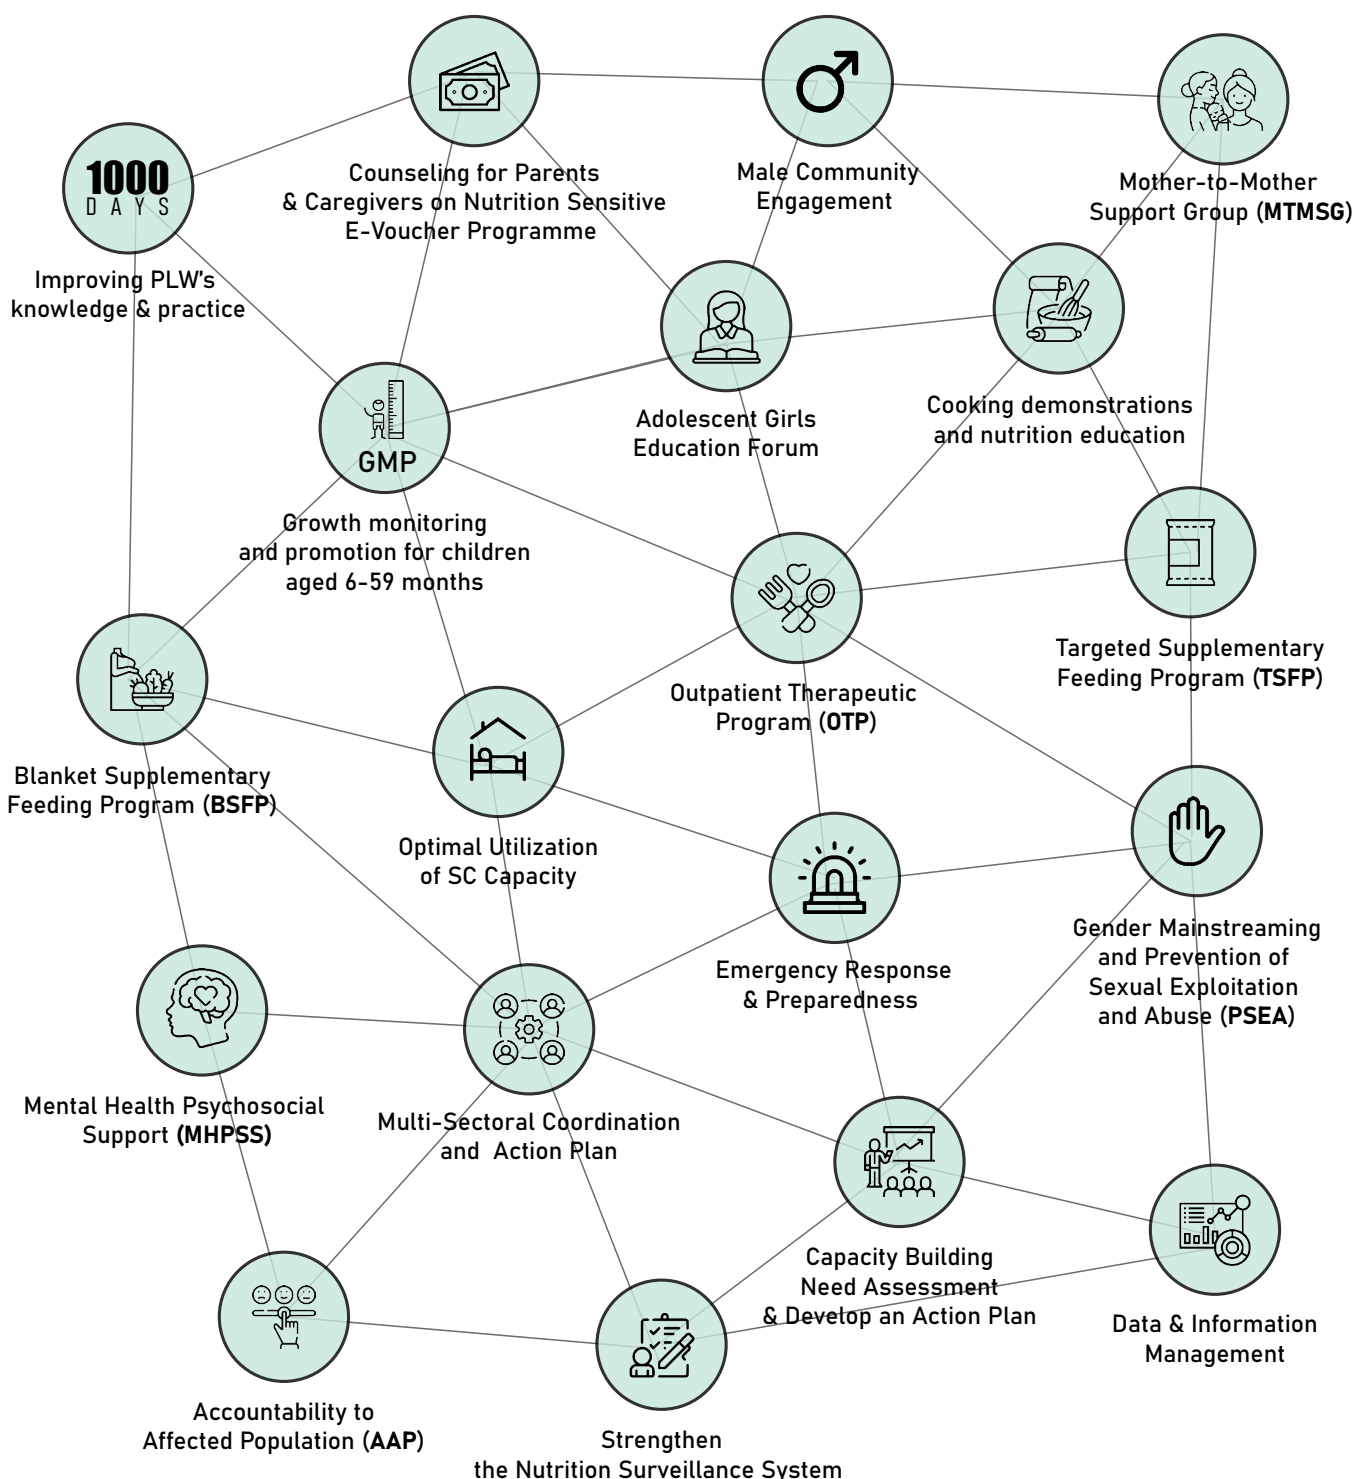 1000
DAYS
Improving PLW's
knowledge & practice
Counseling for Parents
& Caregivers on Nutrition Sensitive
E-Voucher Programme
Male Community
Engagement
Mother-to-Mother
Support Group (MTMSG)
GMP
Growth monitoring
and promotion for children
aged 6-59 months
Adolescent Girls
Education Forum
Cooking demonstrations
and nutrition education
Blanket Supplementary
Feeding Program (BSFP)
Optimal Utilization
of SC Capacity
Outpatient Therapeutic
Program (OTP)
Targeted Supplementary
Feeding Program (TSFP)
Mental Health Psychosocial
Support (MHPSS)
Multi-Sectoral Coordination
and Action Plan
Emergency Response
& Preparedness
Gender Mainstreaming
and Prevention of
Sexual Exploitation
and Abuse (PSEA)
Accountability to
Affected Population (AAP)
Strengthen
the Nutrition Surveillance System
Capacity Building
Need Assessment
& Develop an Action Plan
Data & Information
Management